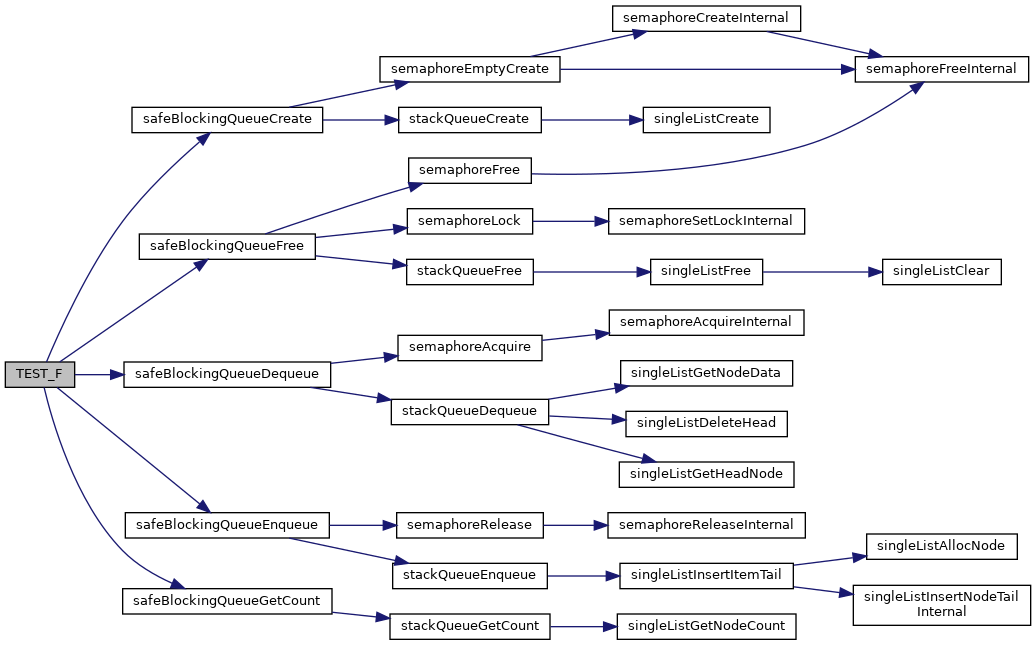 semaphoreCreateInternal
semaphoreEmptyCreate
semaphoreFreeInternal
safeBlockingQueueCreate
stackQueueCreate
singleListCreate
semaphoreFree
semaphoreLock
semaphoreSetLockInternal
safeBlockingQueueFree
stackQueueFree
singleListFree
singleListClear
semaphoreAcquireInternal
semaphoreAcquire
TEST_F
safeBlockingQueueDequeue
singleListGetNodeData
stackQueueDequeue
singleListDeleteHead
singleListGetHeadNode
safeBlockingQueueEnqueue
semaphoreRelease
semaphoreReleaseInternal
singleListAllocNode
stackQueueEnqueue
singleListInsertItemTail
singleListInsertNodeTail
Internal
safeBlockingQueueGetCount
stackQueueGetCount
singleListGetNodeCount